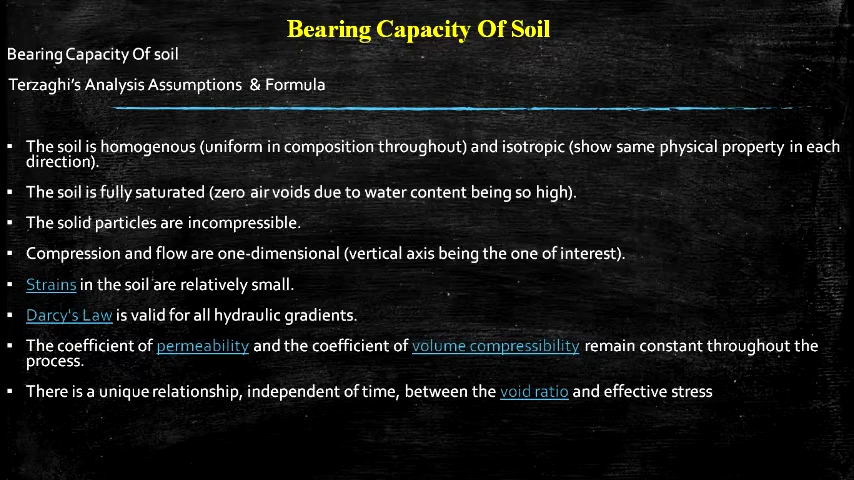 Bearing Capacity Of Soil
Bearing Capacity Of soil
Terzaghi's Analysis Assumptions & Formula
▪ The soil is homogenous (uniform in composition throughout) and isotropic (show same physical property in each
direction).
▪ The soil is fully saturated (zero air voids due to water content being so high).
▪ The solid particles are incompressible.
▪ Compression and flow are one-dimensional (vertical axis being the one of interest).
▪ Strains in the soil are relatively small.
▪ Darcy's Law is valid for all hydraulic gradients.
▪ The coefficient of permeability and the coefficient of volume compressibility remain constant throughout the
process.
▪ There is a unique relationship, independent of time, between the void ratio and effective stress